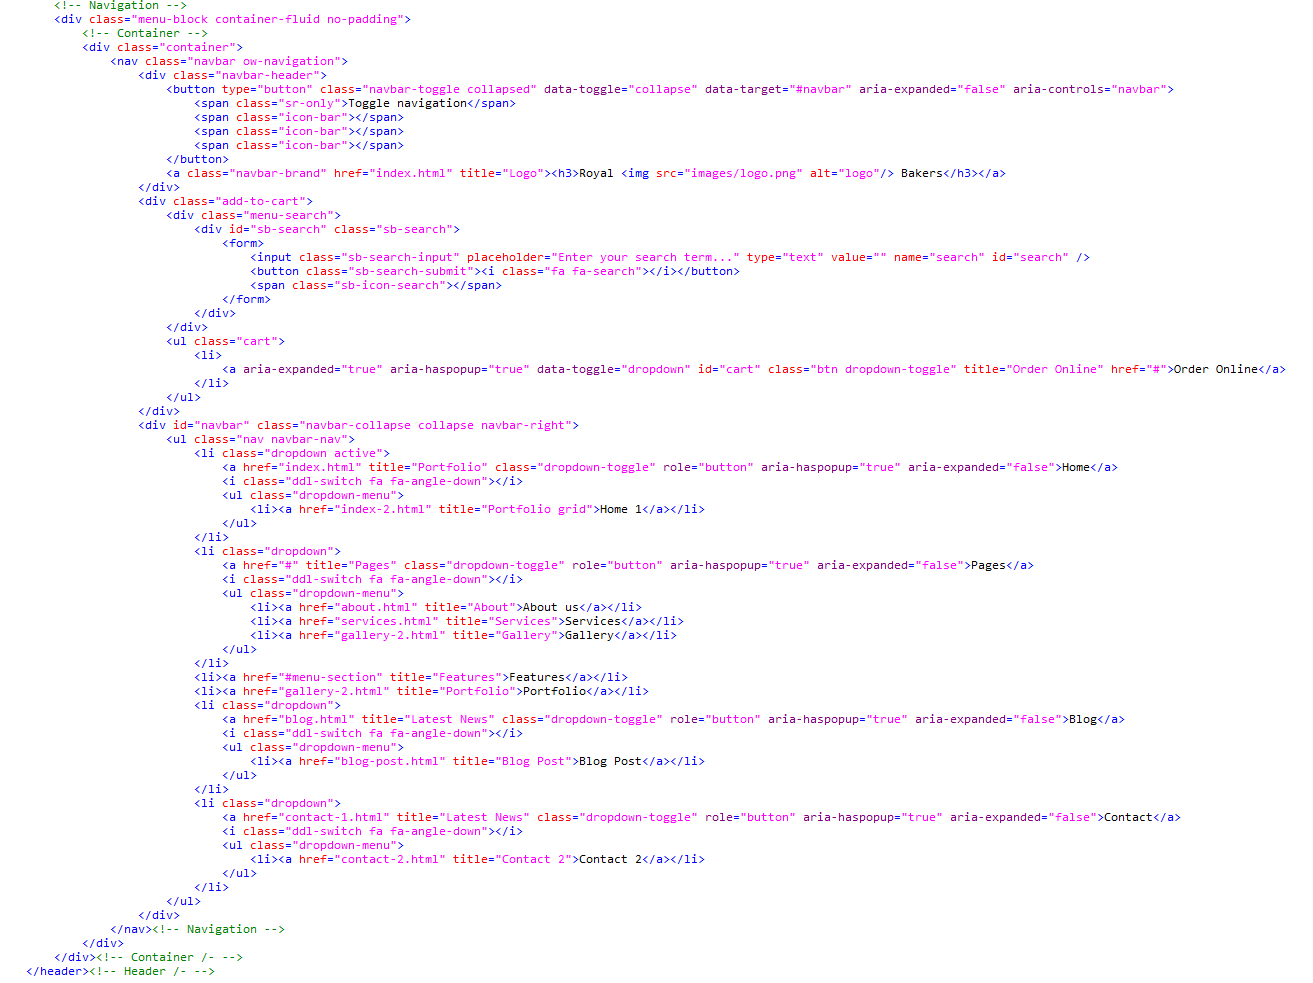 <!-- Navigation -->
<div class="menu-block container-fluid no-padding">
<!-- Container -->
<div class="container">
<nav class="navbar ow-navigation">
<div class="navbar-header">
<button type="button" class="navbar-toggle collapsed" data-toggle="collapse" data-target="#navbar" aria-expanded="false" aria-controls="navbar">
<span class="sr-only">Toggle navigation</span>
<span class="icon-bar"></span>
<span class="icon-bar"></span>
<span class="icon-bar"></span>
</button>
<a class="navbar-brand" href="index.html" title="Logo"><h3>Royal <img src="images/logo.png" alt="logo"/> Bakers</h3></a>
</div>
<div class="add-to-cart">
<div class="menu-search">
<div id="sb-search" class="sb-search">
<form>
<input class="sb-search-input" placeholder="Enter your search term..." type="text" value="" name="search" id="search" />
<button class="sb-search-submit"><i class="fa fa-search"></i></button>
<span class="sb-icon-search"></span>
</form>
</div>
</div>
<ul class="cart">
<li>
<a aria-expanded="true" aria-haspopup="true" data-toggle="dropdown" id="cart" class="btn dropdown-toggle" title="Order Online" href="#">Order Online</a>
</li>
</ul>
</div>
<div id="navbar" class="navbar-collapse collapse navbar-right">
<ul class="nav navbar-nav">
<li class="dropdown active">
<a href="index.html" title="Portfolio" class="dropdown-toggle" role="button" aria-haspopup="true" aria-expanded="false">Home</a>
<i class="ddl-switch fa fa-angle-down"></i>
<ul class="dropdown-menu">
<li><a href="index-2.html" title="Portfolio grid">Home 1</a></li>
</ul>
</li>
<li class="dropdown">
<a href="#" title="Pages" class="dropdown-toggle" role="button" aria-haspopup="true" aria-expanded="false">Pages</a>
<i class="ddl-switch fa fa-angle-down"></i>
<ul class="dropdown-menu">
<li><a href="about.html" title="About">About us</a></li>
<li><a href="services.html" title="Services">Services</a></li>
<li><a href="gallery-2.html" title="Gallery">Gallery</a></li>
</ul>
</li>
<li><a href="#menu-section" title="Features">Features</a></li>
<li><a href="gallery-2.html" title="Portfolio">Portfolio</a></li>
<li class="dropdown">
<a href="blog.html" title="Latest News" class="dropdown-toggle" role="button" aria-haspopup="true" aria-expanded="false">Blog</a>
<i class="ddl-switch fa fa-angle-down"></i>
<ul class="dropdown-menu">
<li><a href="blog-post.html" title="Blog Post">Blog Post</a></li>
</ul>
</li>
<li class="dropdown">
<a href="contact-1.html" title="Latest News" class="dropdown-toggle" role="button" aria-haspopup="true" aria-expanded="false">Contact</a>
<i class="ddl-switch fa fa-angle-down"></i>
<ul class="dropdown-menu">
<li><a href="contact-2.html" title="Contact 2">Contact 2</a></li>
</ul>
</li>
</ul>
</div>
</nav><!-- Navigation -->
</div>
</div><!-- Container /- -->
</header><!-- Header /- -->